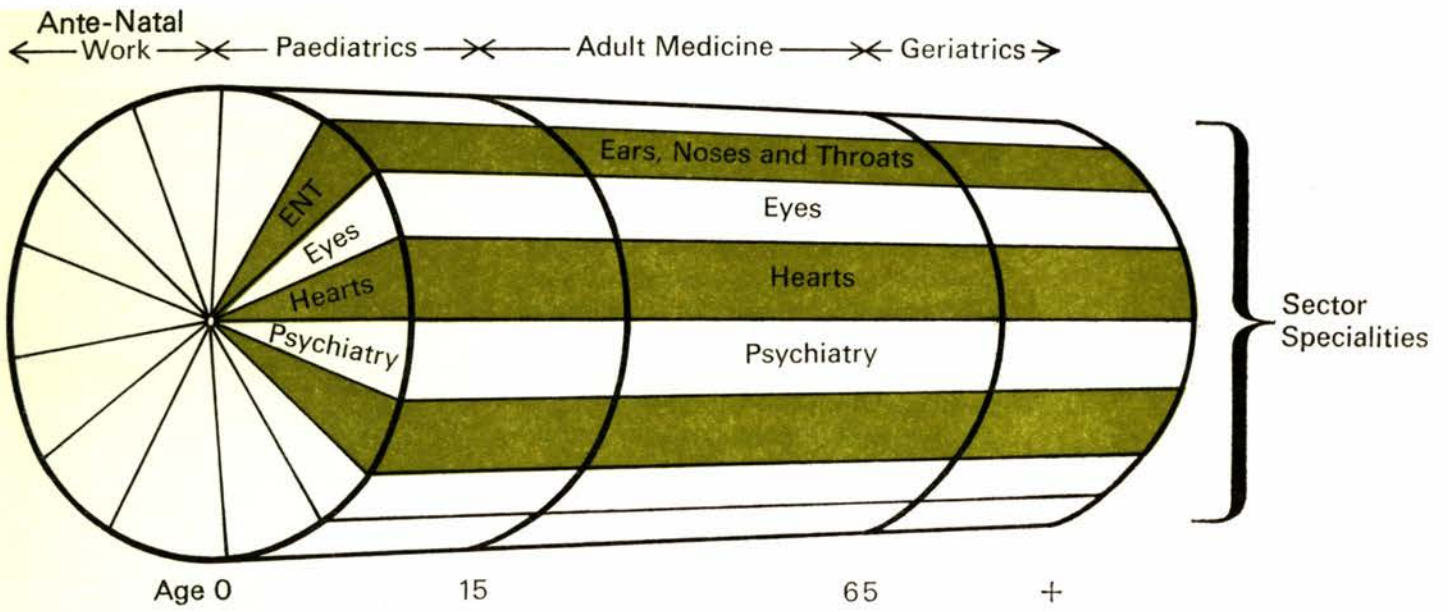 Ante-Natal
Work
Paediatrics
Adult Medicine
Geriatrics
Ears, Noses and Throats
ENT
Eyes
Eyes
Hearts
Hearts
Psychiatry
Psychiatry
Sector
Specialities
Age 0
15
65
+